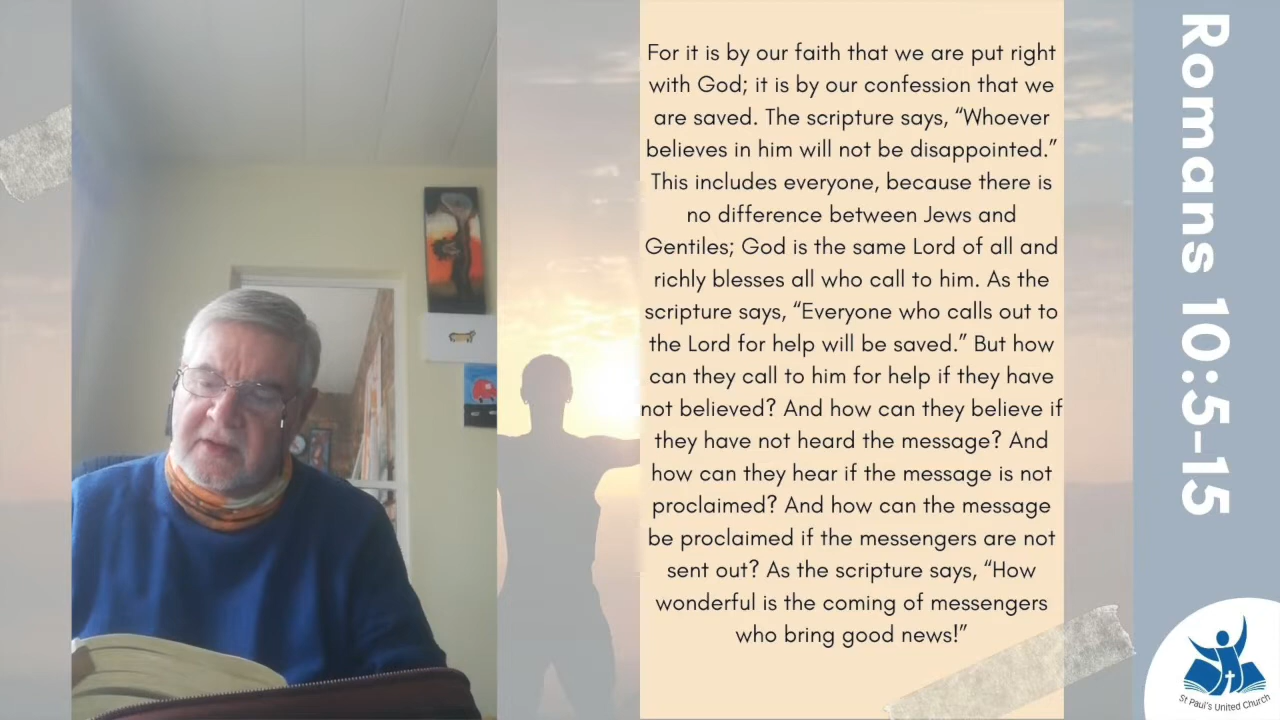 For it is by our faith that we are put right
with God; it is by our confession that we
are saved. The scripture says, “Whoever
believes in him will not be disappointed.”
This includes everyone, because there is
no difference between Jews and
Gentiles; God is the same Lord of all and
richly blesses all who call to him. As the
scripture says, “Everyone who calls out to
the Lord for help will be saved.” But how
can they call to him for help if they have
not believed? And how can they believe if
they have not heard the message? And
how can they hear if the message is not
proclaimed? And how can the message
be proclaimed if the messengers are not
sent out? As the scripture says, “How
wonderful is the coming of messengers
who bring good news!”
Romans 10:5-15
St Paul's United Church